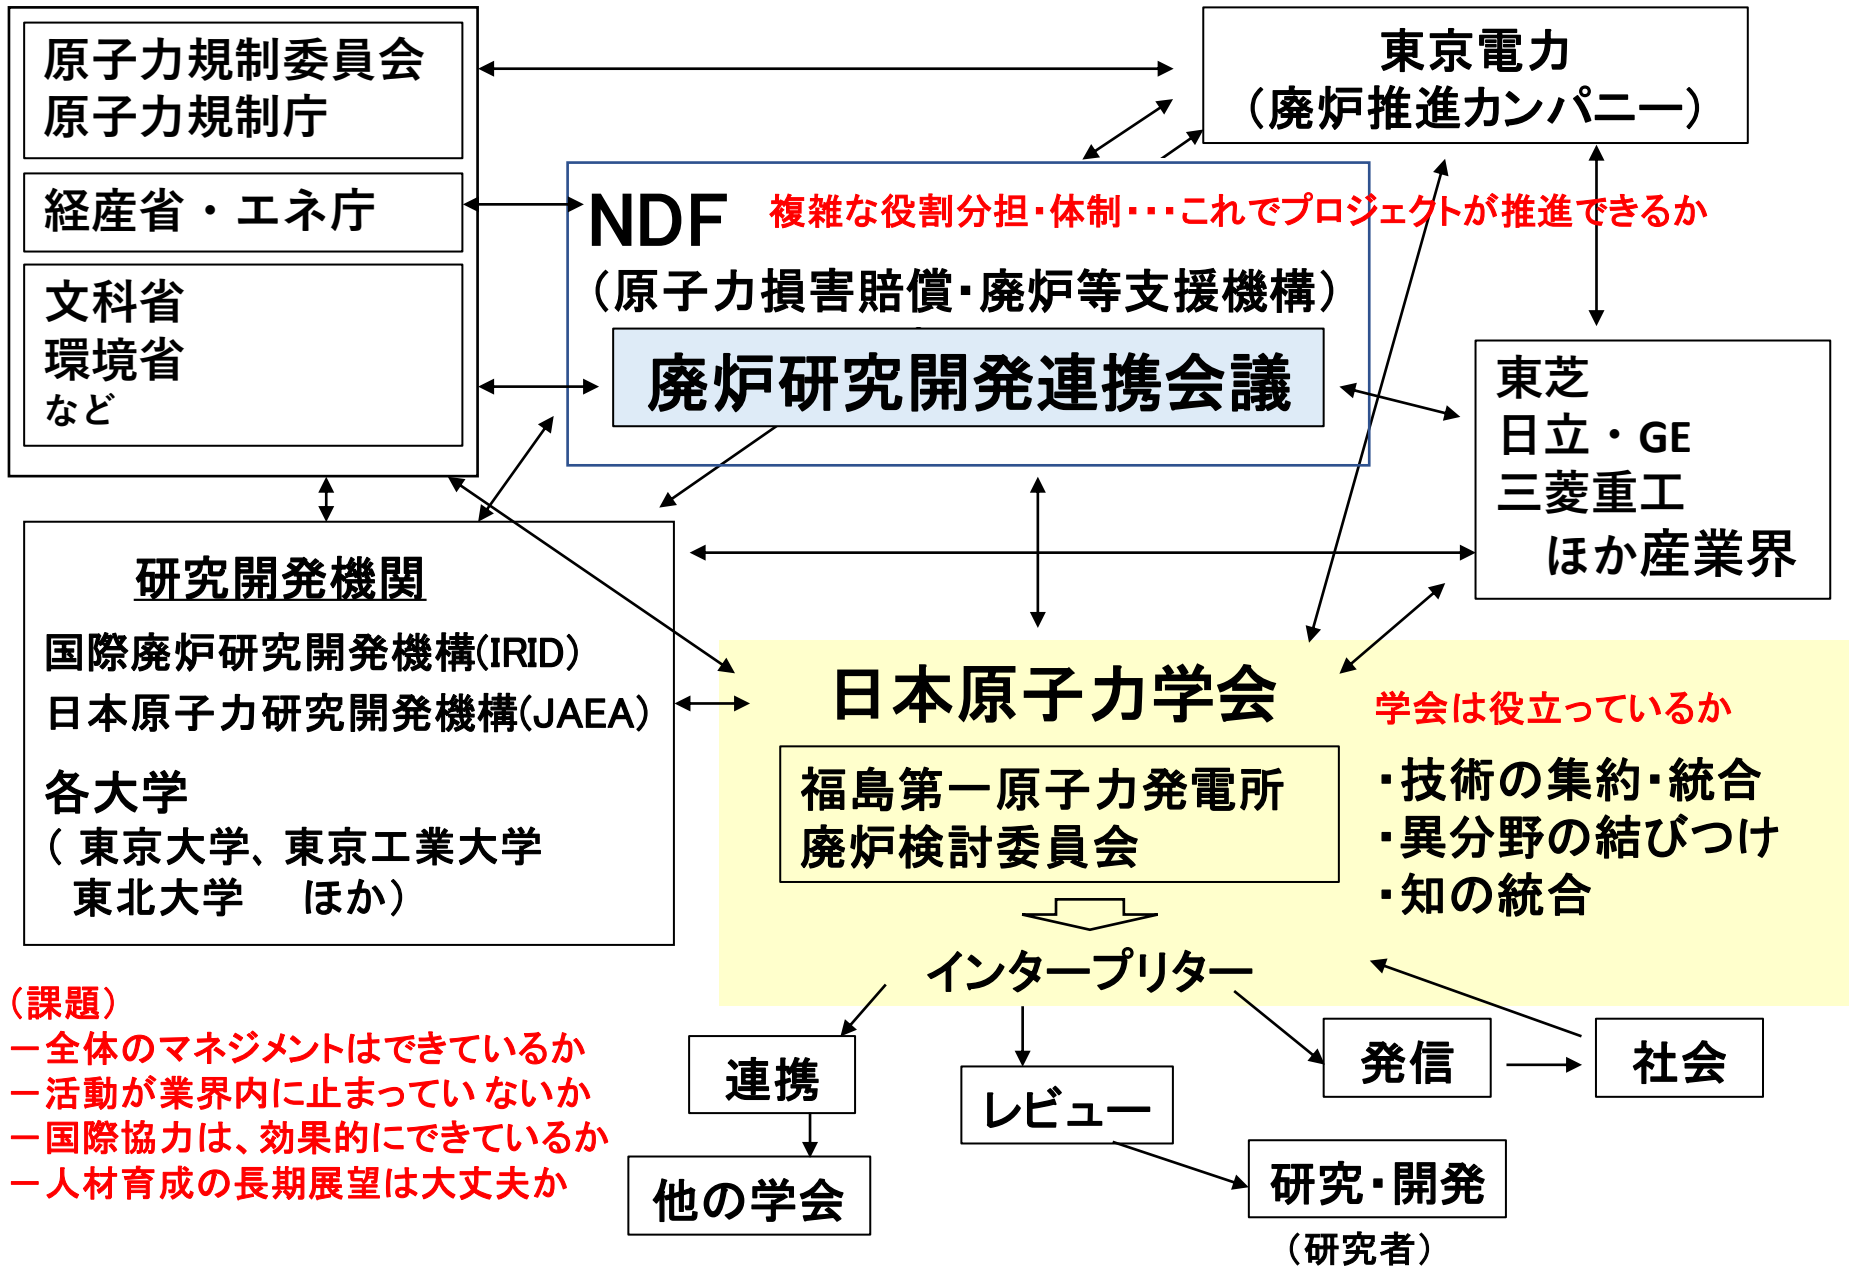 原子力規制委員会
原子力規制庁
経産省・エネ庁
文科省
環境省
など
東京電力
（廃炉推進カンパニー）
NDF
複雑な役割分担・体制・・・これでプロジェクトが推進できるか
（原子力損害賠償・廃炉等支援機構）
廃炉研究開発連携会議
東芝
日立・GE
三菱重工
ほか産業界
研究開発機関
国際廃炉研究開発機構(IRID)
日本原子力研究開発機構(JAEA)
各大学
（ 東京大学、東京工業大学
東北大学　ほか）
日本原子力学会
福島第一原子力発電所
廃炉検討委員会
インタープリター
学会は役立っているか
・技術の集約・統合
・異分野の結びつけ
・知の統合
（課題）
－全体のマネジメントはできているか
－活動が業界内に止まっていないか
－国際協力は、効果的にできているか
－人材育成の長期展望は大丈夫か
連携
他の学会
レビュー
発信
社会
研究・開発
（研究者）